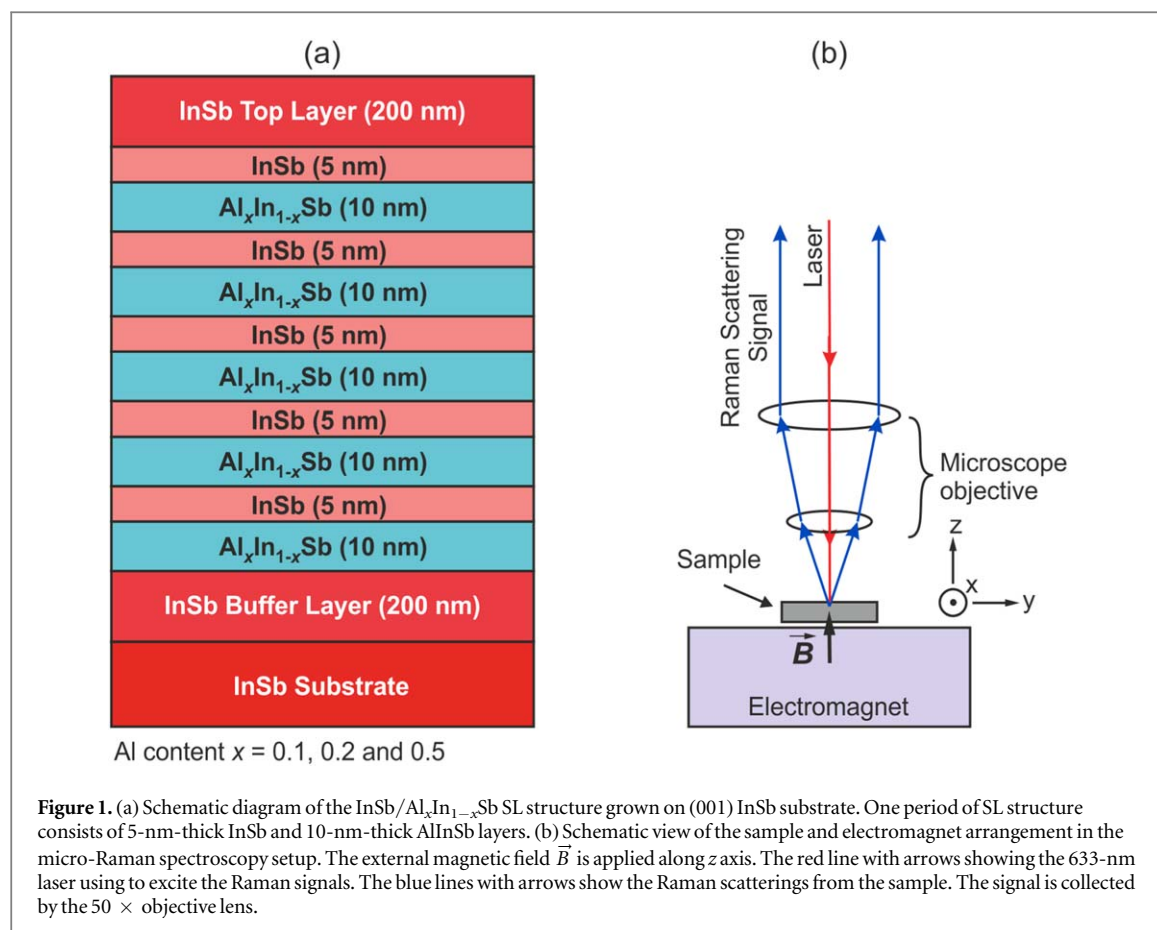 (a)
InSb Top Layer (200 nm)
InSb (5 nm)
AlxIn1-xSb (10 nm)
InSb (5 nm)
AlxIn1-xSb (10 nm)
InSb (5 nm)
AlxIn1-xSb (10 nm)
InSb (5 nm)
AlxIn1-xSb (10 nm)
InSb (5 nm)
AlxIn1-xSb (10 nm)
InSb Buffer Layer (200 nm)
InSb Substrate
Al content x = 0.1, 0.2 and 0.5
(b)
Raman Scattering
Signal
Laser
Microscope
objective
Sample
z
x
y
B
Electromagnet
Figure 1. (a) Schematic diagram of the InSb/AlxIn1−xSb SL structure grown on (001) InSb substrate. One period of SL structure
consists of 5-nm-thick InSb and 10-nm-thick AlInSb layers. (b) Schematic view of the sample and electromagnet arrangement in the
micro-Raman spectroscopy setup. The external magnetic field B⃗ is applied along z axis. The red line with arrows showing the 633-nm
laser using to excite the Raman signals. The blue lines with arrows show the Raman scatterings from the sample. The signal is collected
by the 50 × objective lens.